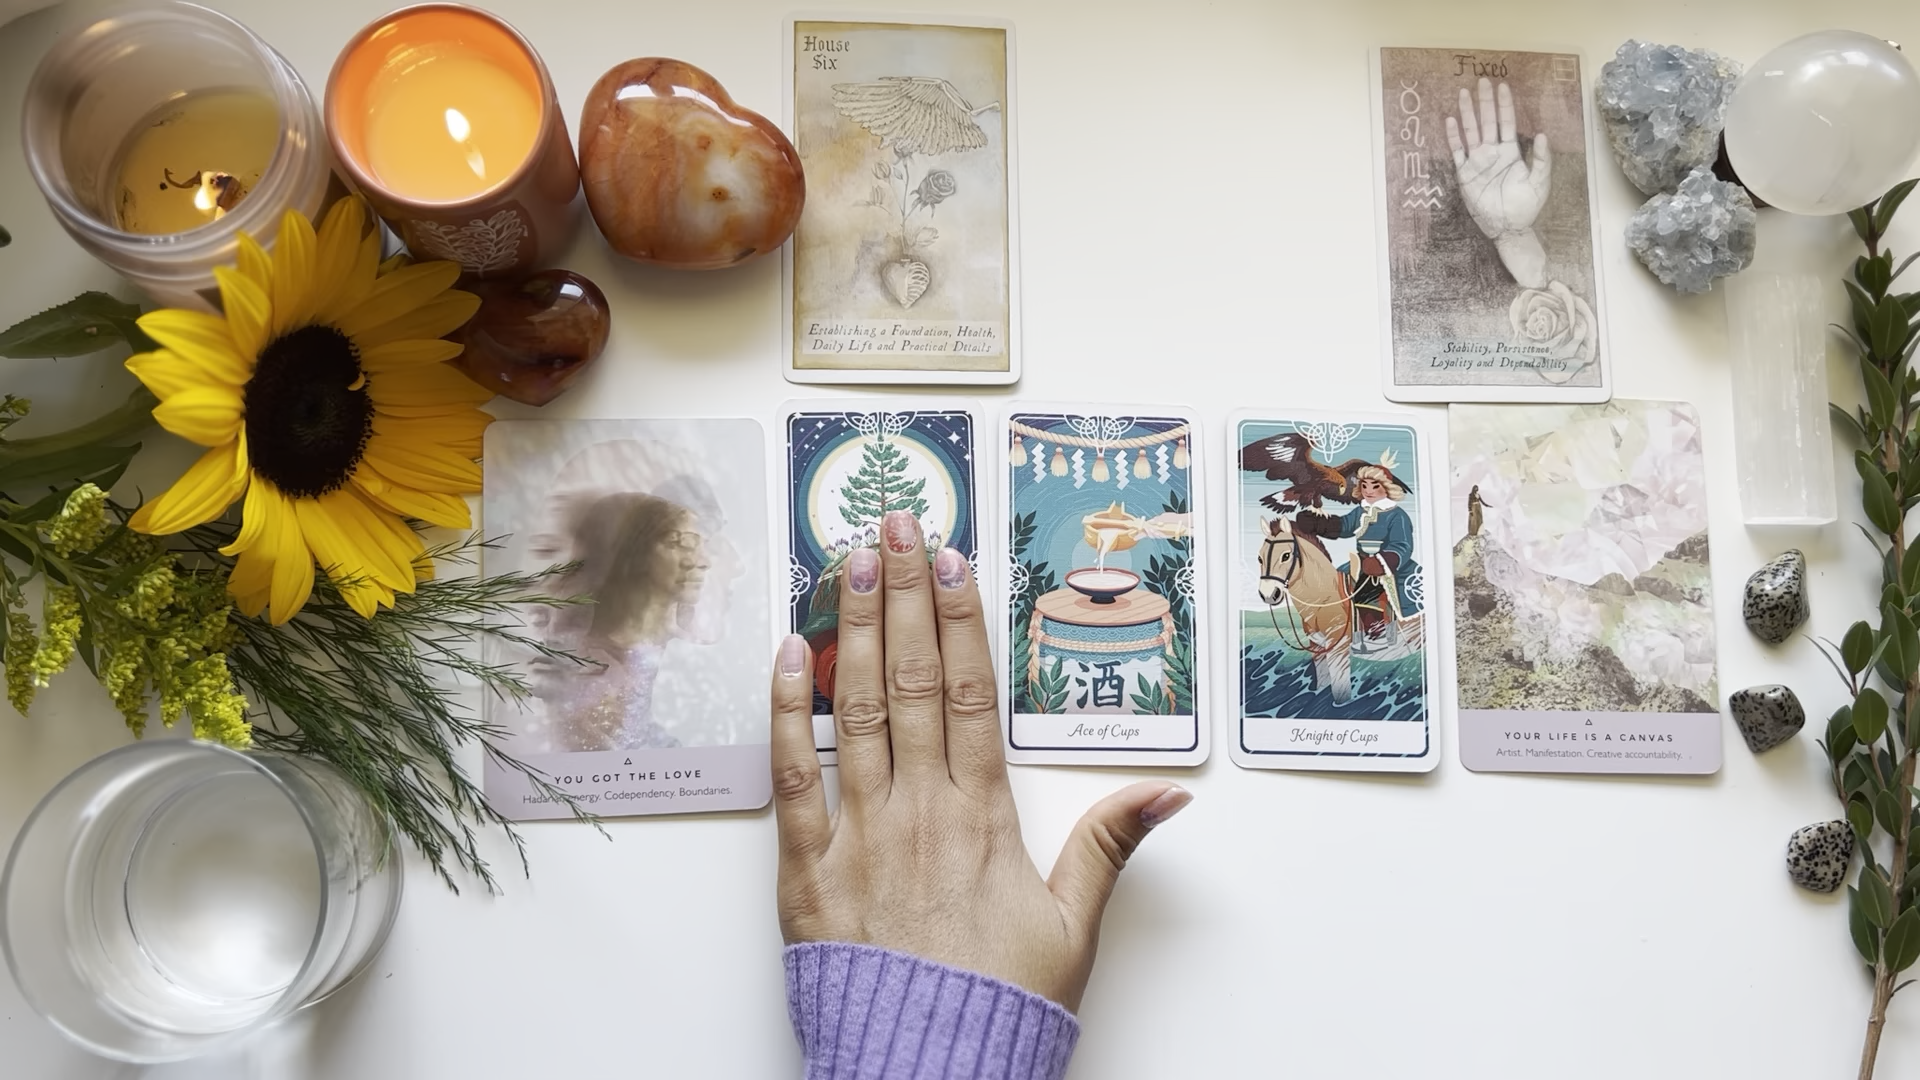 House
Six
Establishing a Foundation, Health,
Daily Life and Practical Details
Fixed
Stability, Persistence,
Loyality and Dependability
YOU GOT THE LOVE
Energy. Codependency. Boundaries.
酒
Ace of Cups
Knight of Cups
YOUR LIFE IS A CANVAS
Artist. Manifestation. Creative accountability.